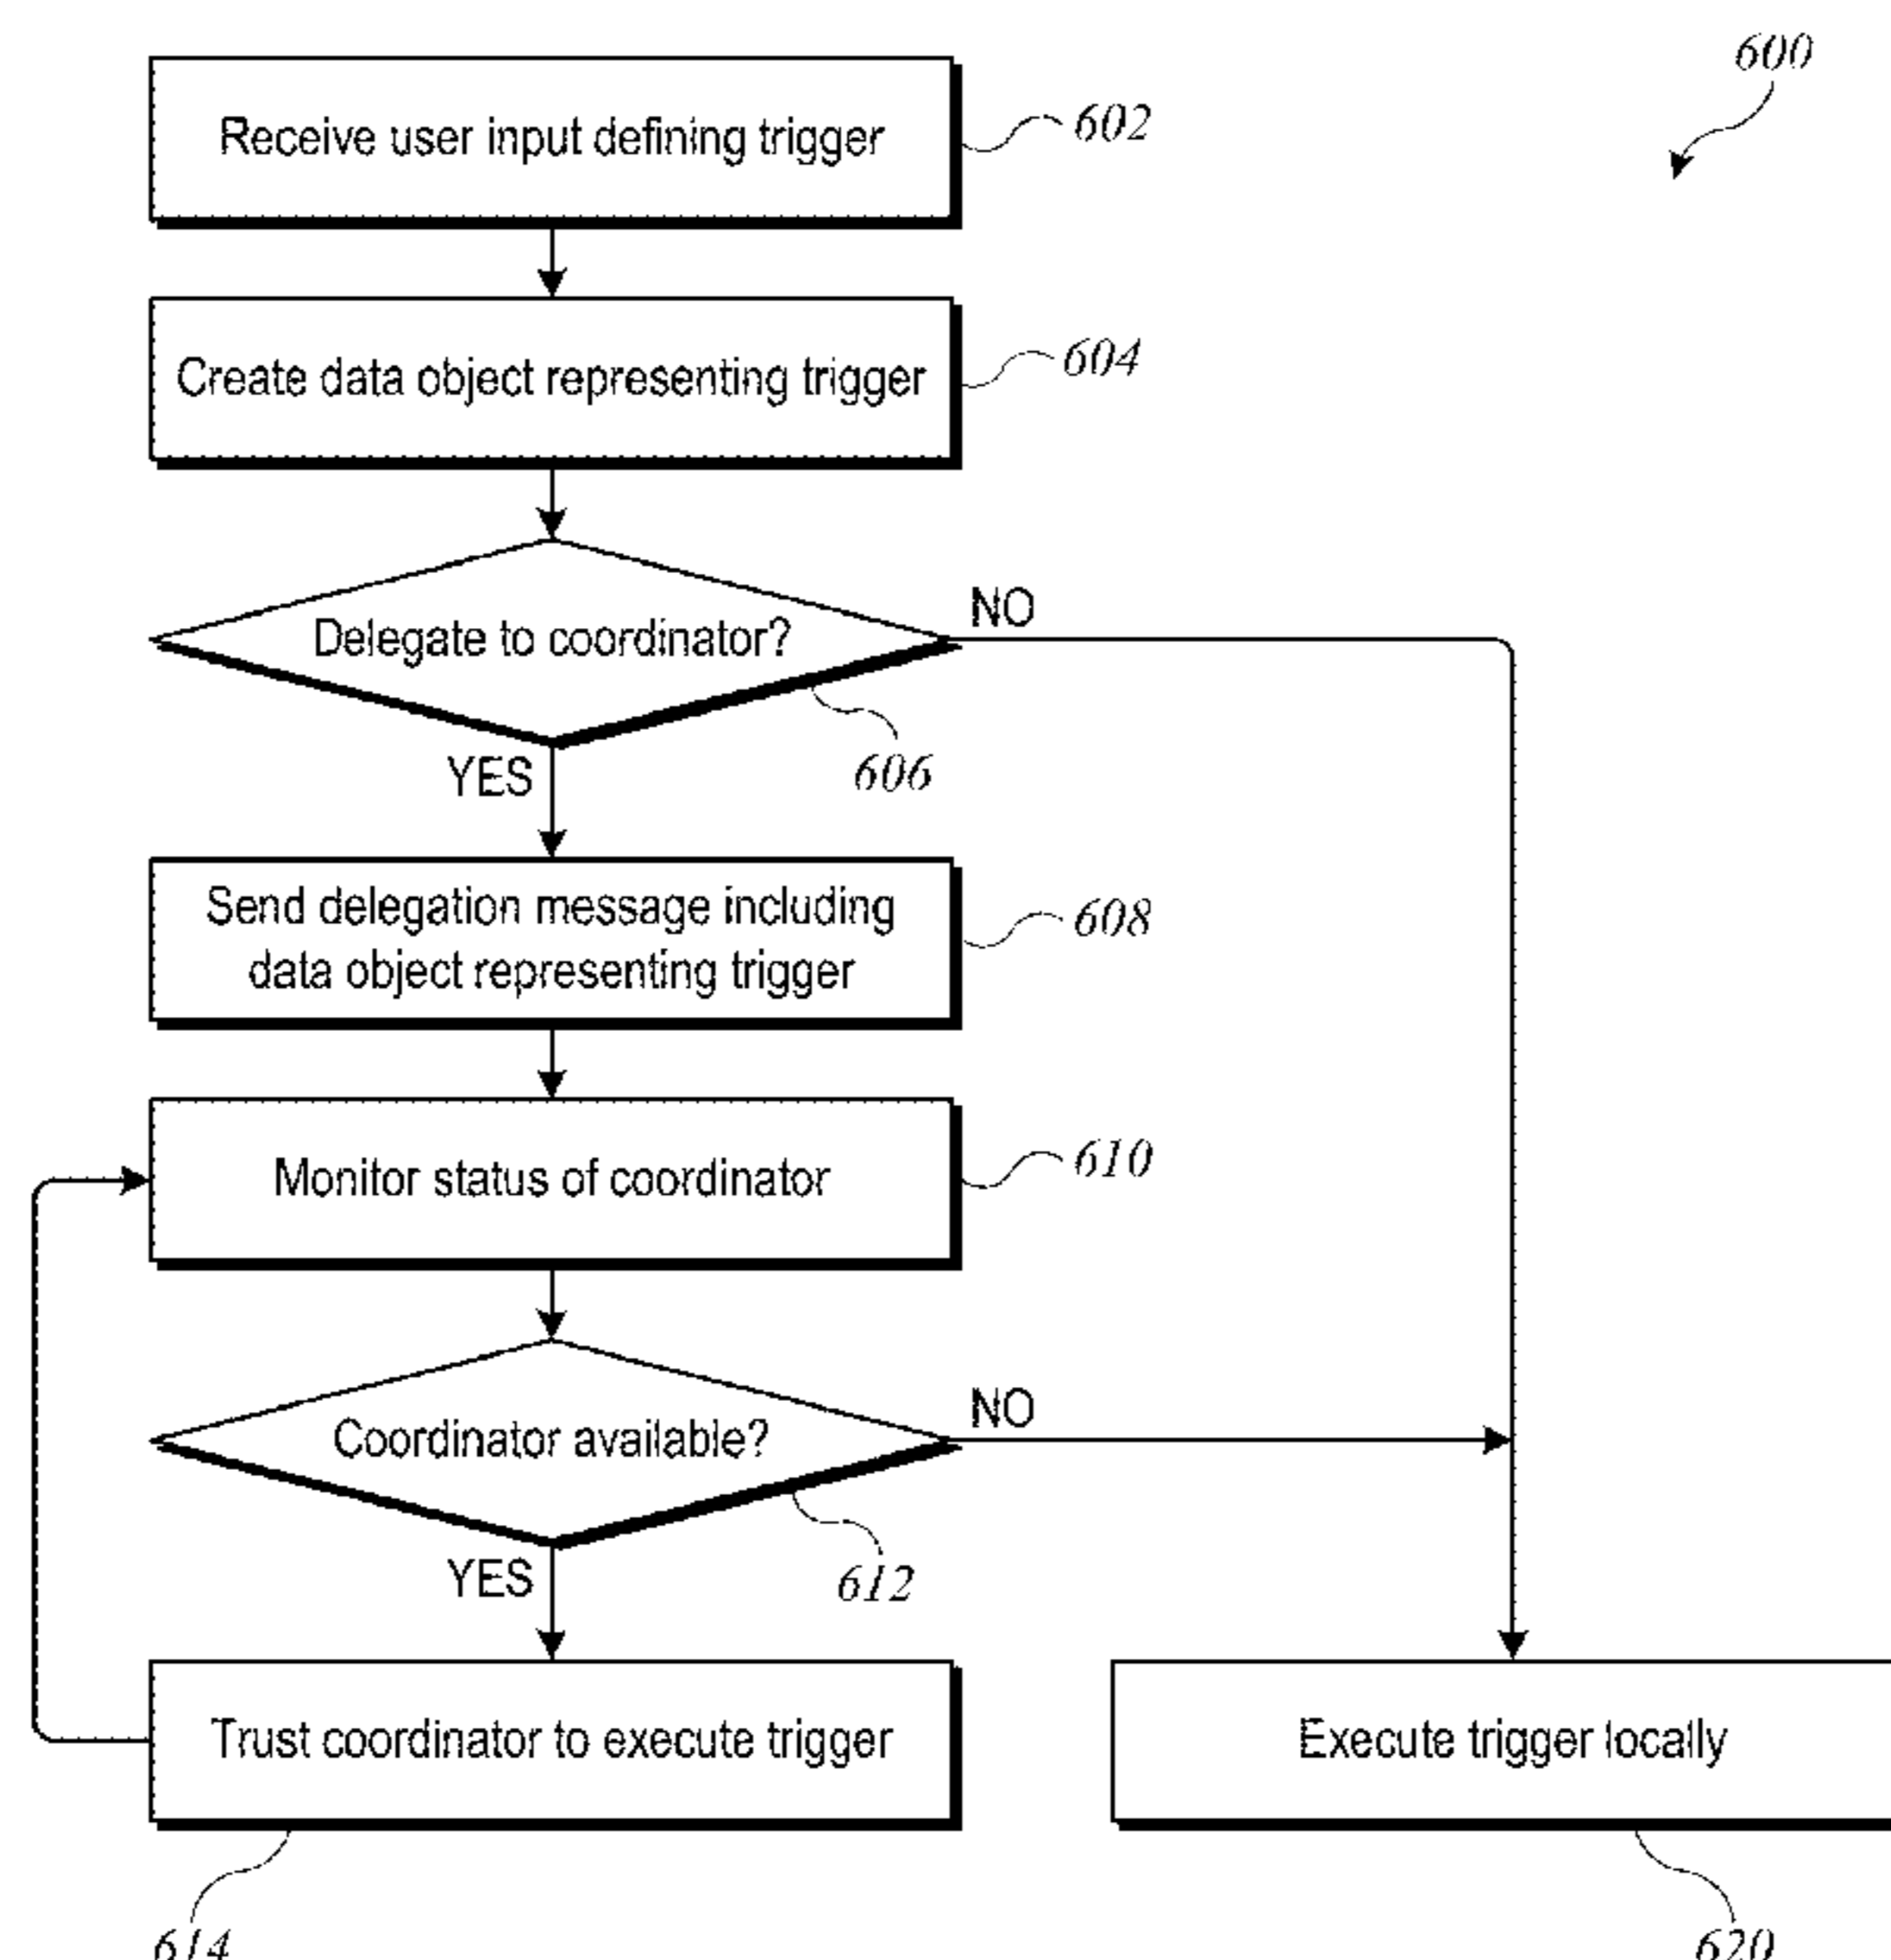 600
Receive user input defining trigger
602
Create data object representing trigger
604
Delegate to coordinator?
NO
606
YES
Send delegation message including
data object representing trigger
608
Monitor status of coordinator
610
Coordinator available?
NO
612
YES
Trust coordinator to execute trigger
Execute trigger locally
614
620